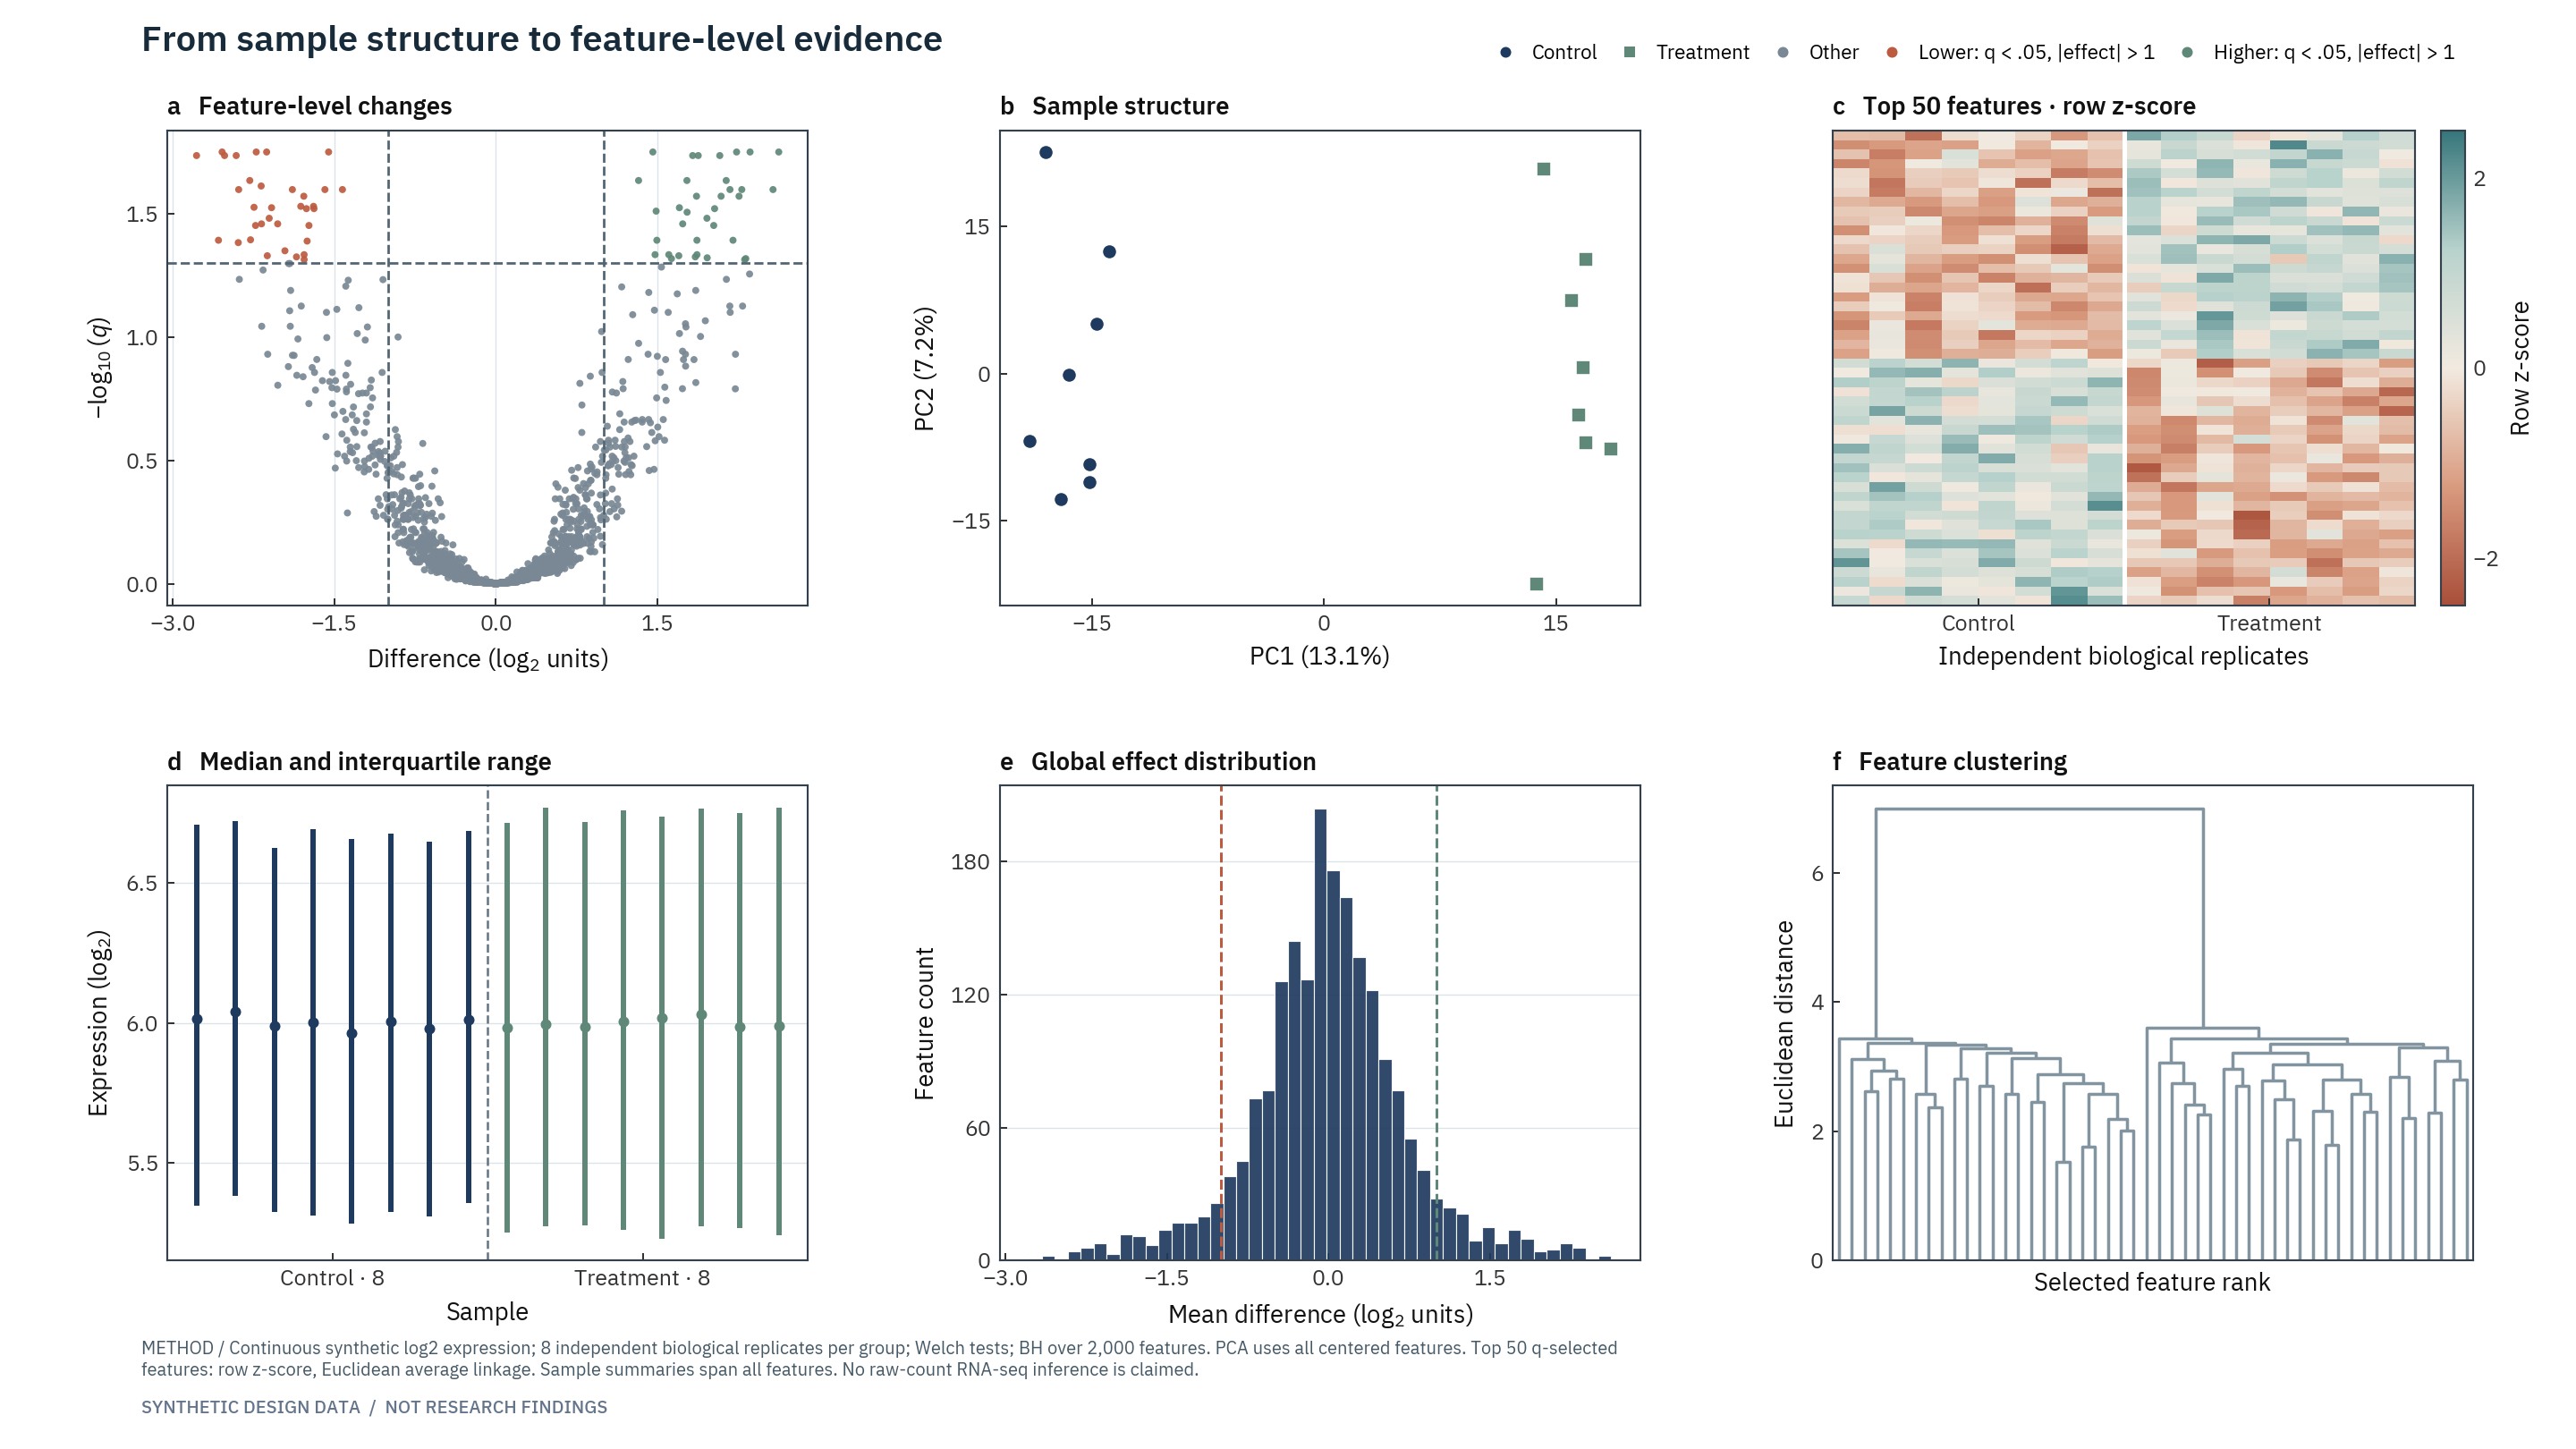 From sample structure to feature-level evidence
Control
Treatment
Other
Lower: q < .05, |effect| > 1
Higher: q < .05, |effect| > 1
a Feature-level changes
−log₁₀(q)
1.5
1.0
0.5
0.0
−3.0
−1.5
0.0
1.5
Difference (log₂ units)
b Sample structure
PC2 (7.2%)
15
0
−15
−15
0
15
PC1 (13.1%)
c Top 50 features · row z-score
Control
Treatment
Independent biological replicates
2
0
−2
Row z-score
d Median and interquartile range
Expression (log₂)
6.5
6.0
5.5
Control · 8
Treatment · 8
Sample
e Global effect distribution
Feature count
180
120
60
0
−3.0
−1.5
0.0
1.5
Mean difference (log₂ units)
f Feature clustering
Euclidean distance
6
4
2
0
Selected feature rank
METHOD / Continuous synthetic log2 expression; 8 independent biological replicates per group; Welch tests; BH over 2,000 features. PCA uses all centered features. Top 50 q-selected
features: row z-score, Euclidean average linkage. Sample summaries span all features. No raw-count RNA-seq inference is claimed.
SYNTHETIC DESIGN DATA / NOT RESEARCH FINDINGS